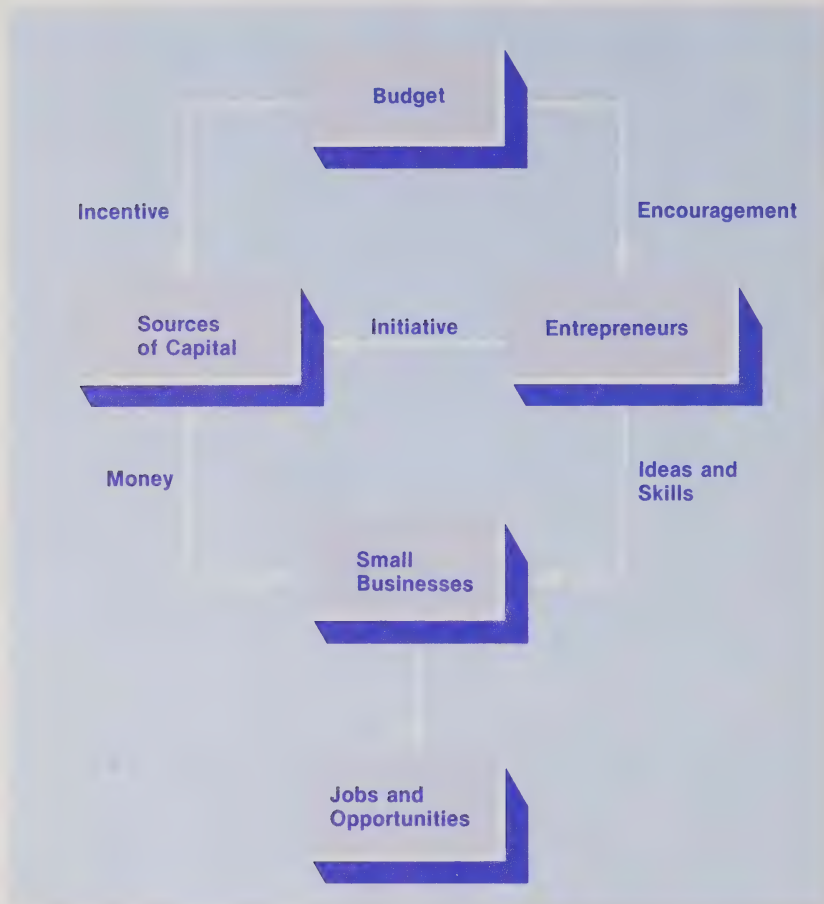 Budget
Incentive
Encouragement
Sources
of Capital
Initiative
Entrepreneurs
Money
Ideas and
Skills
Small
Businesses
Jobs and
Opportunities